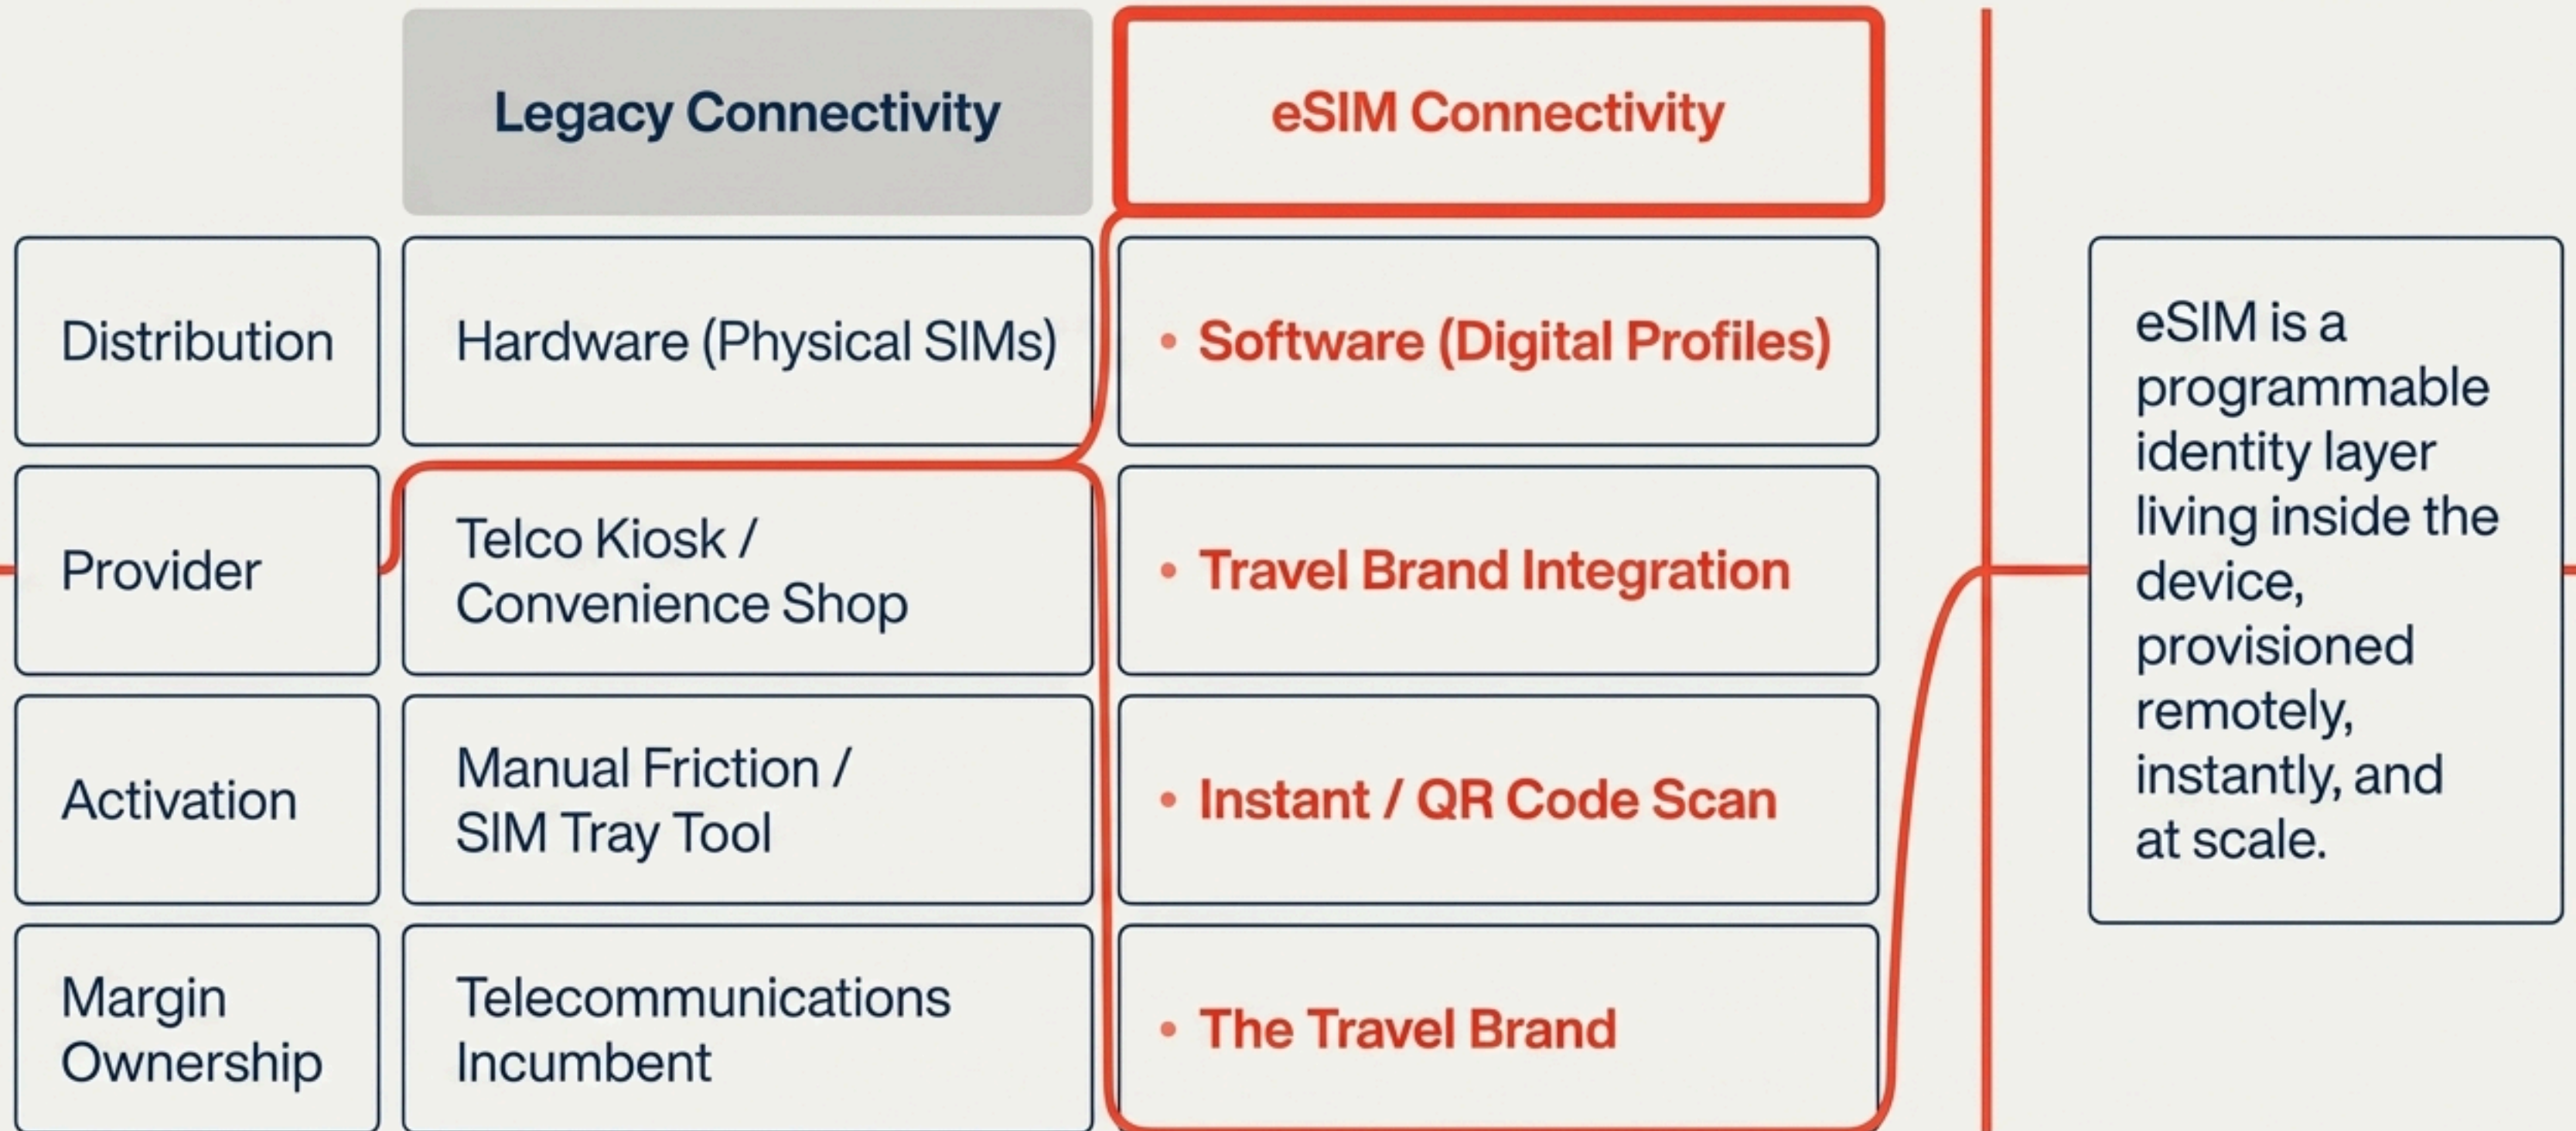 Legacy Connectivity
eSIM Connectivity
Distribution
Hardware (Physical SIMs)
• Software (Digital Profiles)
Provider
Telco Kiosk /
Convenience Shop
• Travel Brand Integration
Activation
Manual Friction /
SIM Tray Tool
• Instant / QR Code Scan
Margin
Ownership
Telecommunications
Incumbent
• The Travel Brand
eSIM is a
programmable
identity layer
living inside the
device,
provisioned
remotely,
instantly, and
at scale.